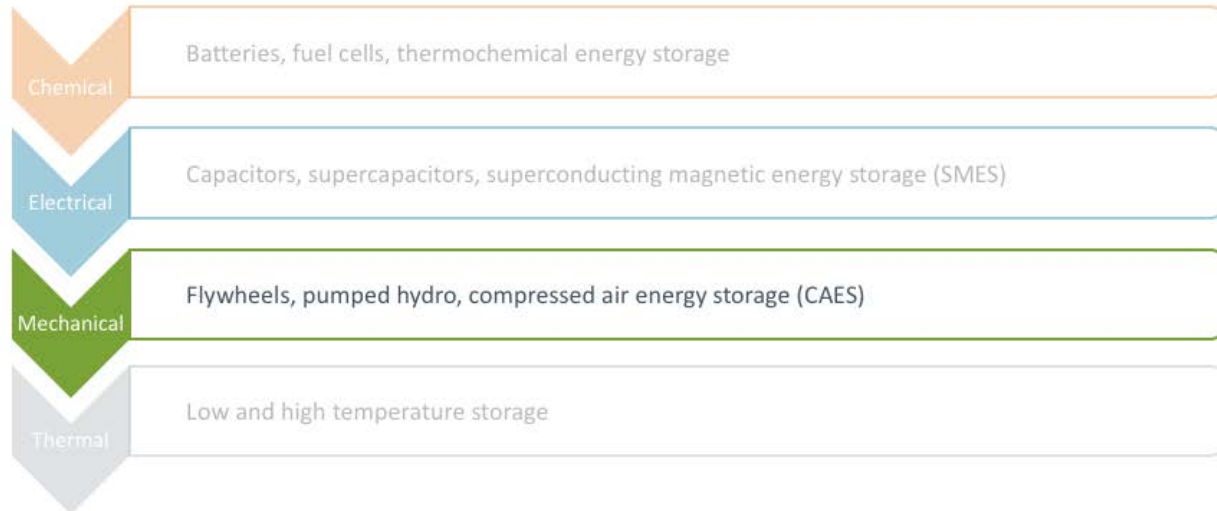 Chemical
Batteries, fuel cells, thermochemical energy storage
Electrical
Capacitors, supercapacitors, superconducting magnetic energy storage (SMES)
Mechanical
Flywheels, pumped hydro, compressed air energy storage (CAES)
Thermal
Low and high temperature storage